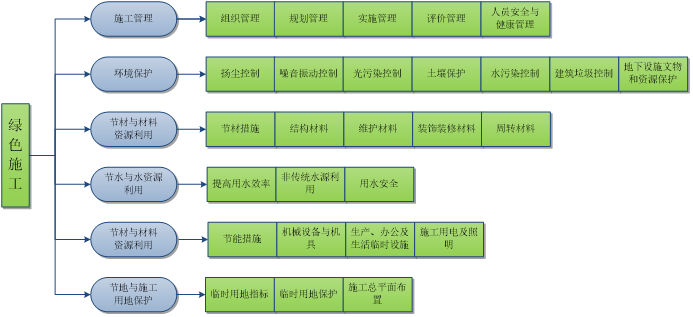 绿色施工
施工管理
组织管理
规划管理
实施管理
评价管理
人员安全与
健康管理
环境保护
扬尘控制
噪音振动控制
光污染控制
土壤保护
水污染控制
建筑垃圾控制
地下设施文物
和资源保护
节材与材料
资源利用
节材措施
结构材料
维护材料
装饰装修材料
周转材料
节水与水资源
利用
提高用水效率
非传统水源利
用
用水安全
节材与材料
资源利用
节能措施
机械设备与机
具
生产、办公及
生活临时设施
施工用电及照
明
节地与施工
用地保护
临时用地指标
临时用地保护
施工总平面布
置